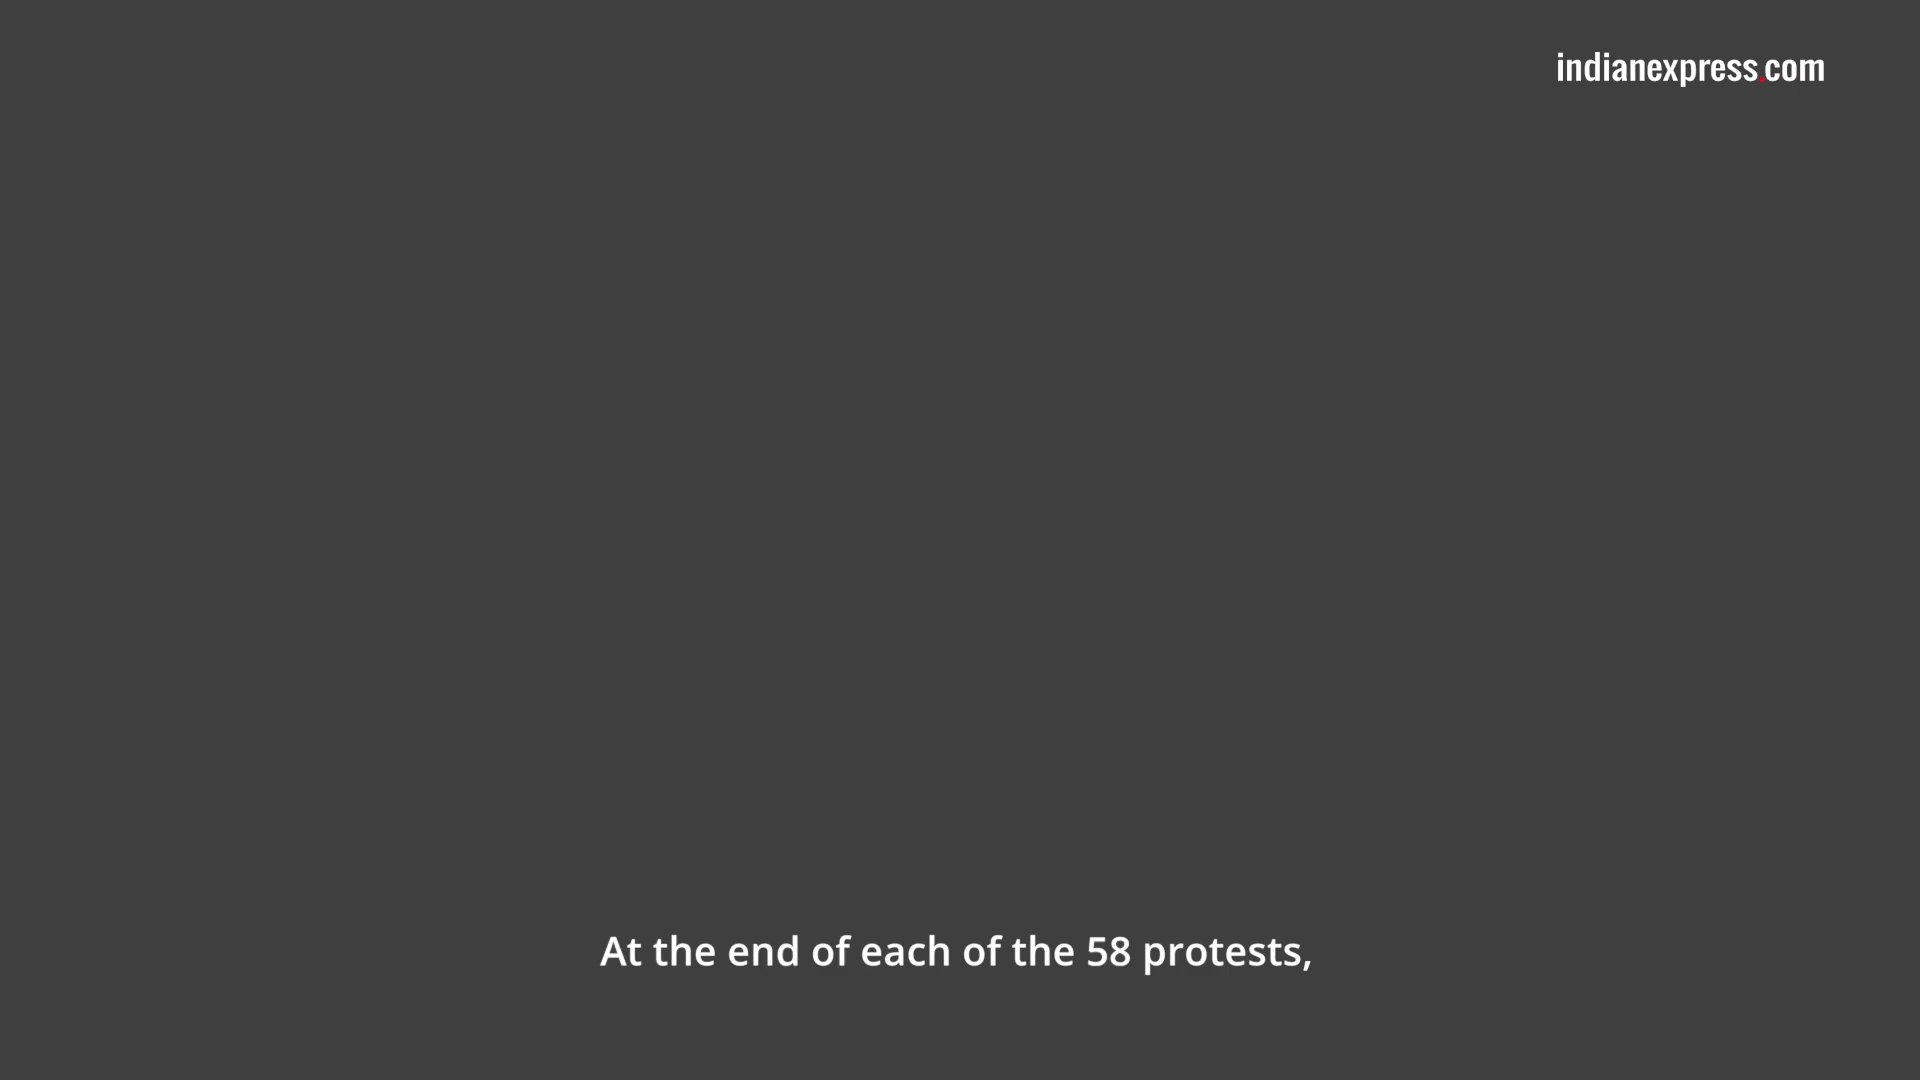 indianexpress.com
At the end of each of the 58 protests,